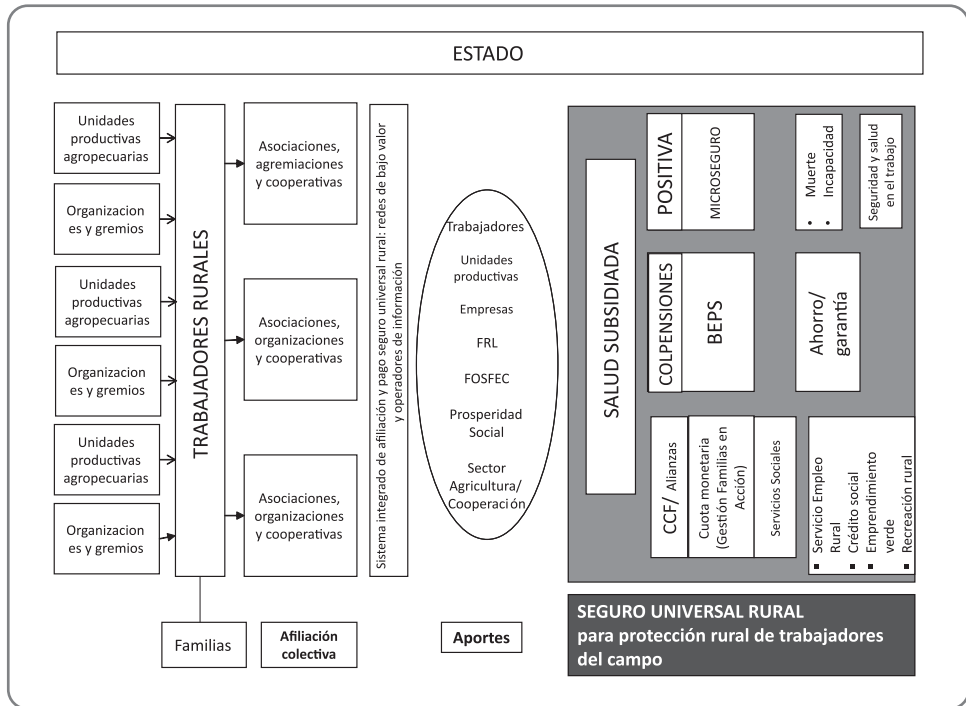 ESTADO
Unidades
productivas
agropecuarias
Organizacion
es y gremios
Unidades
productivas
agropecuarias
Organizacion
es y gremios
Unidades
productivas
agropecuarias
Organizacion
es y gremios
TRABAJADORES RURALES
Familias
Asociaciones,
agremiaciones
y cooperativas
Asociaciones,
organizaciones
y cooperativas
Asociaciones,
organizaciones
y cooperativas
Afiliación
colectiva
Sistema integrado de afiliación y pago seguro universal rural: redes de bajo valor
y operadores de información
Trabajadores
Unidades
productivas
Empresas
FRL
FOSFEC
Prosperidad
Social
Sector
Agricultura/
Cooperación
Aportes
SALUD SUBSIDIADA
POSITIVA
MICROSEGURO
• Muerte
• Incapacidad
Seguridad y salud
en el trabajo
COLPENSIONES
BEPS
Ahorro/
garantía
CCF/ Alianzas
Cuota monetaria
(Gestión Familias en
Acción)
Servicios Sociales
▪ Servicio Empleo
Rural
▪ Crédito social
▪ Emprendimiento
verde
▪ Recreación rural
SEGURO UNIVERSAL RURAL
para protección rural de trabajadores
del campo